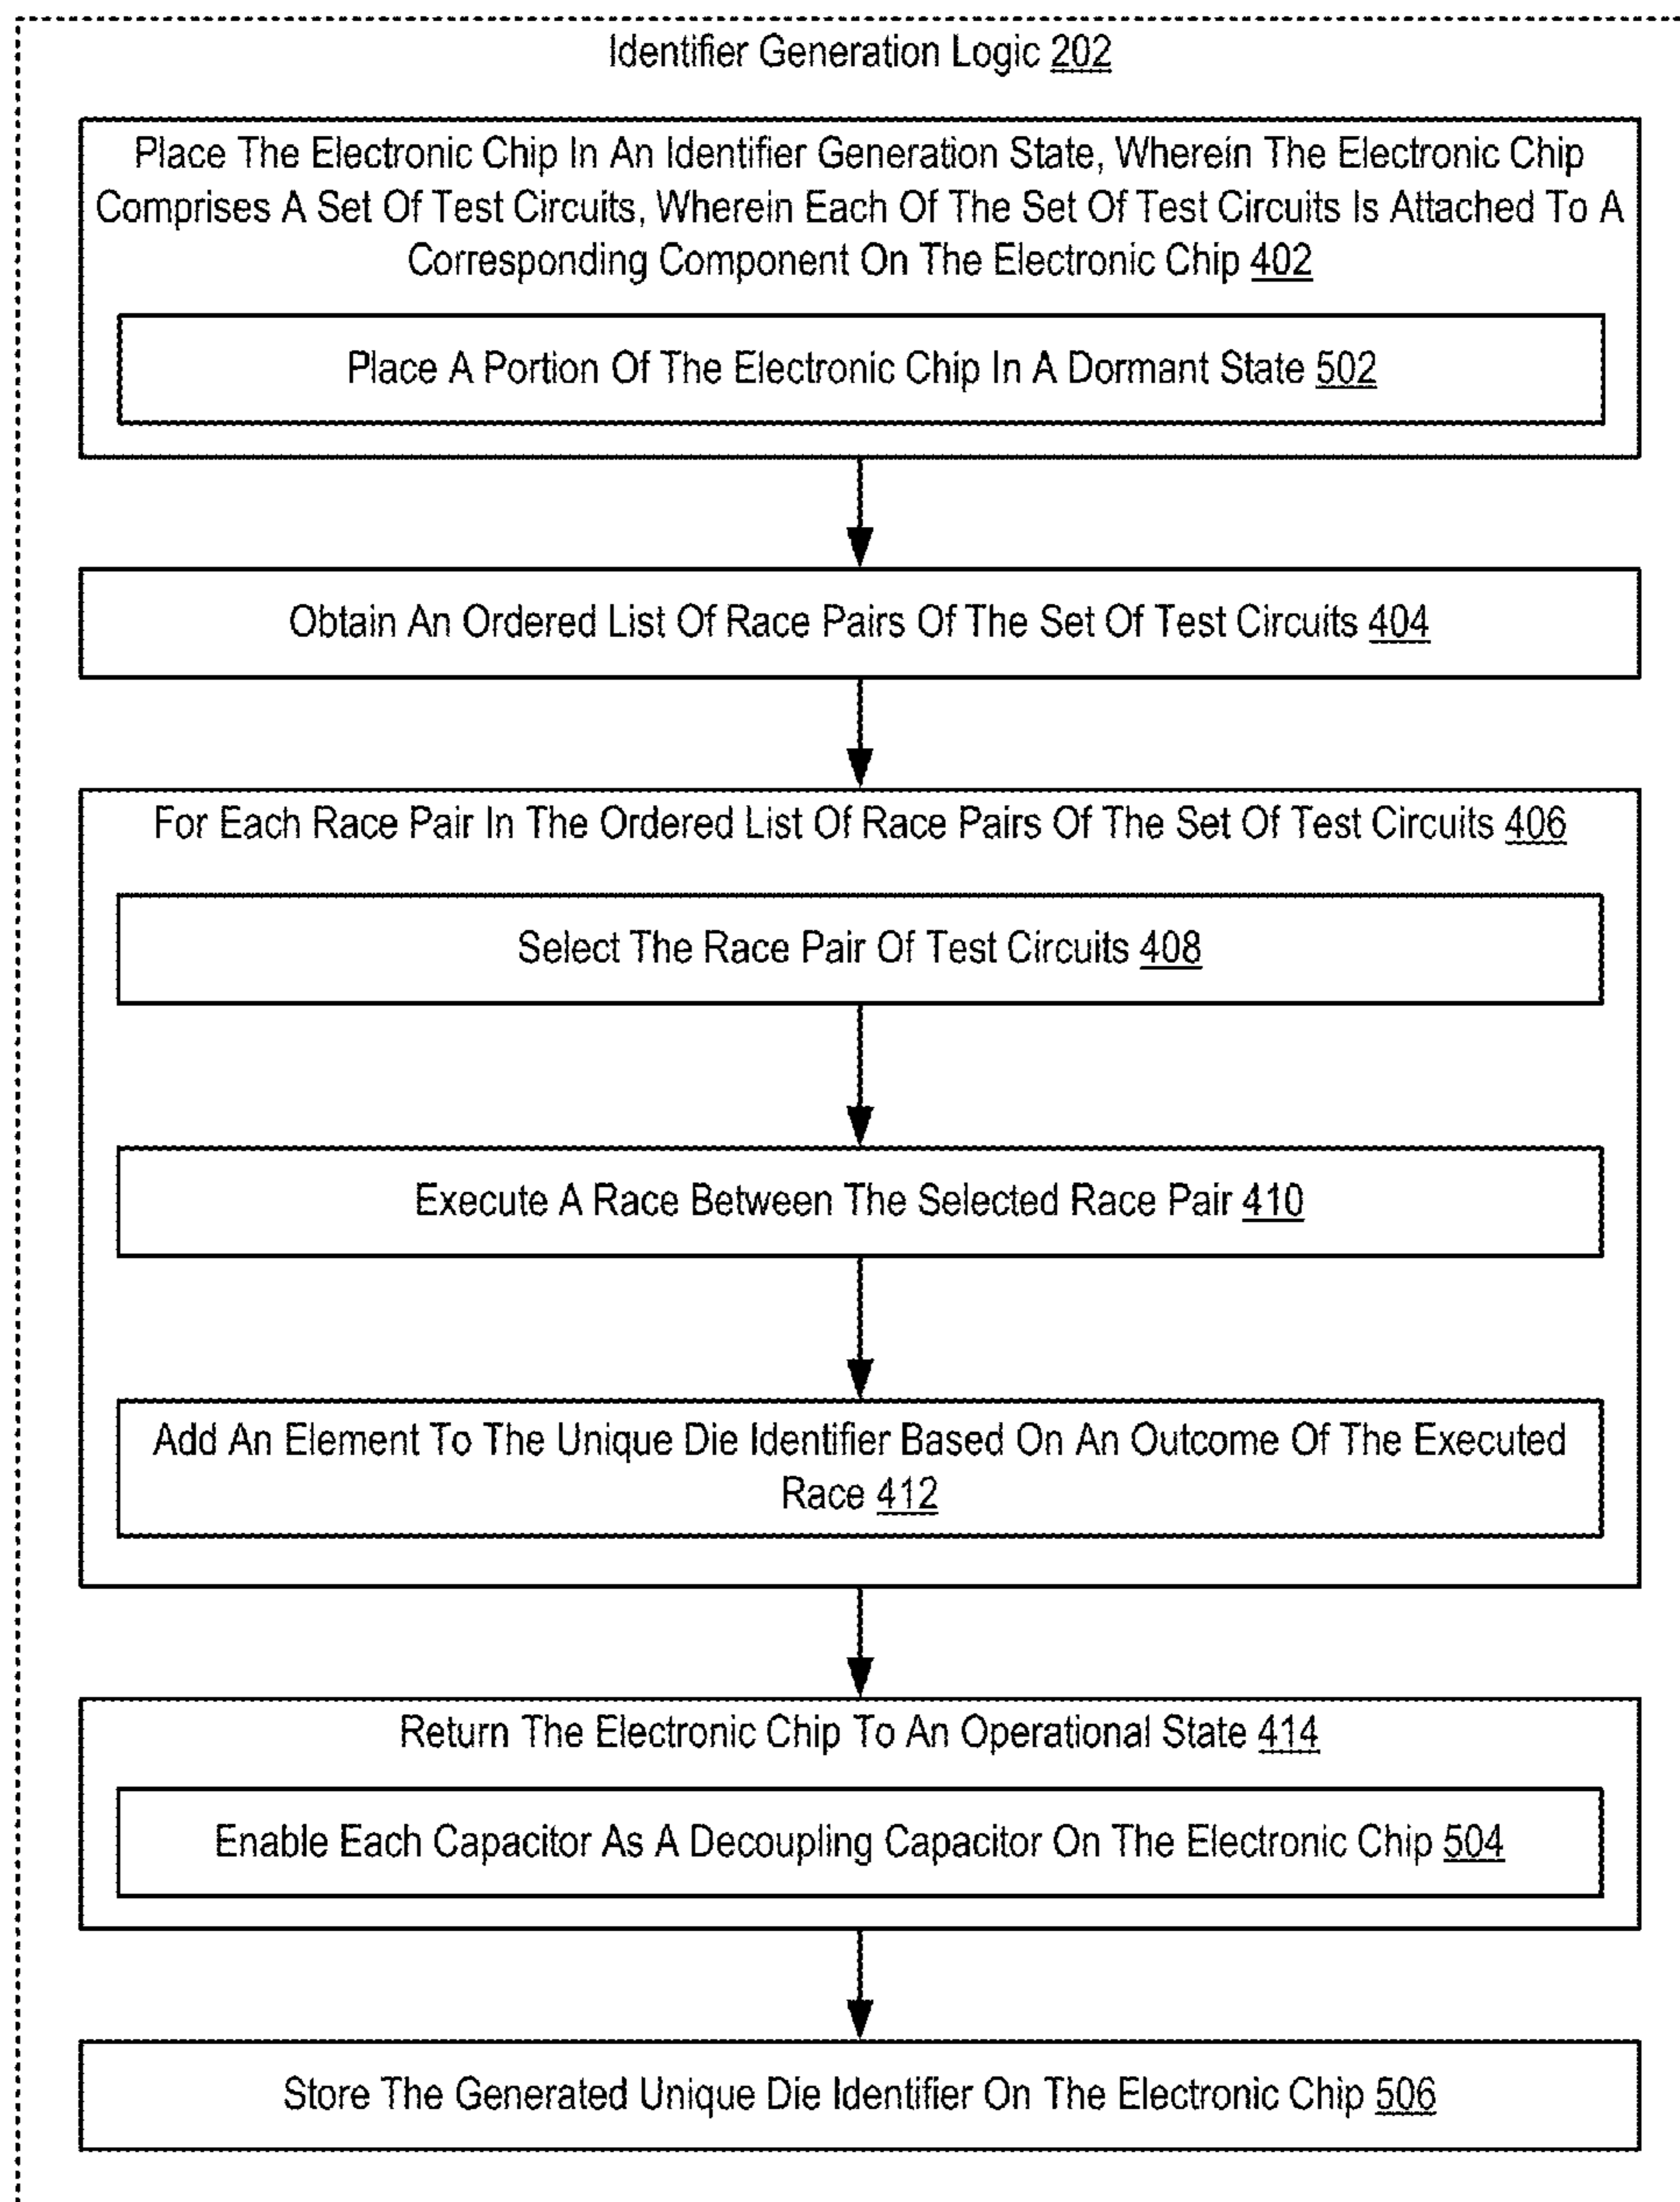 Identifier Generation Logic 202
Place The Electronic Chip In An Identifier Generation State, Wherein The Electronic Chip
Comprises A Set Of Test Circuits, Wherein Each Of The Set Of Test Circuits Is Attached To A
Corresponding Component On The Electronic Chip 402
Place A Portion Of The Electronic Chip In A Dormant State 502
Obtain An Ordered List Of Race Pairs Of The Set Of Test Circuits 404
For Each Race Pair In The Ordered List Of Race Pairs Of The Set Of Test Circuits 406
Select The Race Pair Of Test Circuits 408
Execute A Race Between The Selected Race Pair 410
Add An Element To The Unique Die Identifier Based On An Outcome Of The Executed
Race 412
Return The Electronic Chip To An Operational State 414
Enable Each Capacitor As A Decoupling Capacitor On The Electronic Chip 504
Store The Generated Unique Die Identifier On The Electronic Chip 506